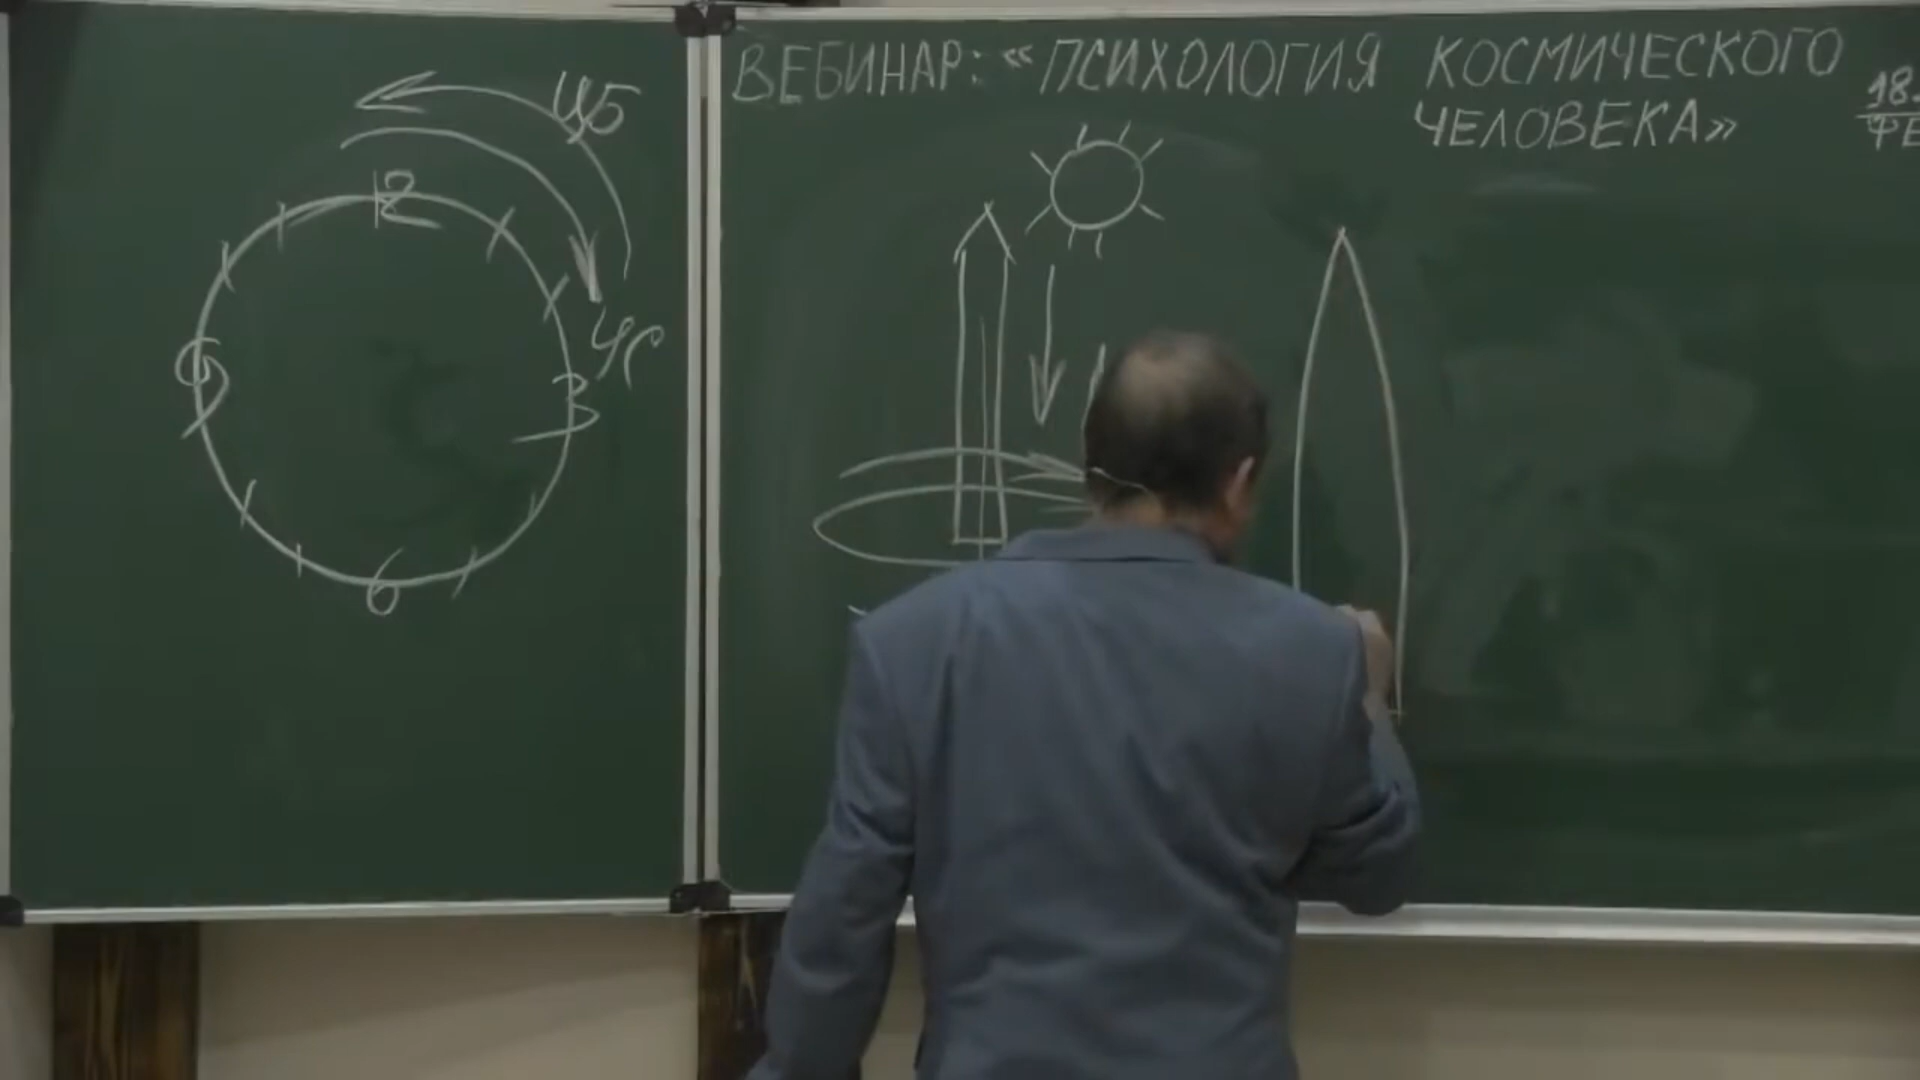 ВЕБИНАР: «ПСИХОЛОГИЯ КОСМИЧЕСКОГО
ЧЕЛОВЕКА»
18.
ФЕ
ЦБ
12
ЧС
9
3
6